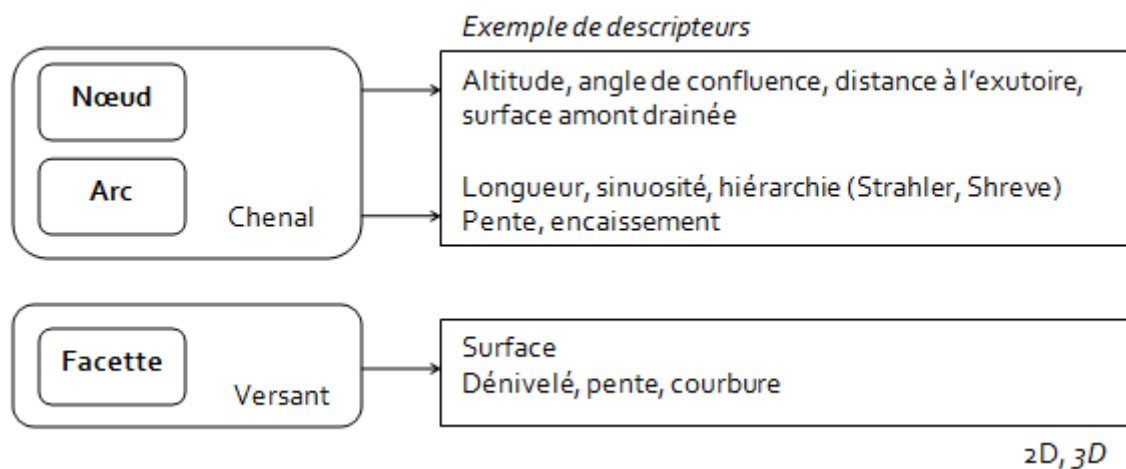 Exemple de descripteurs
Nœud
Altitude, angle de confluence, distance à l'exutoire,
surface amont drainée
Arc
Longueur, sinuosité, hiérarchie (Strahler, Shreve)
Chenal
Pente, encaissement
Facette
Surface
Dénivelé, pente, courbure
Versant
2D, 3D